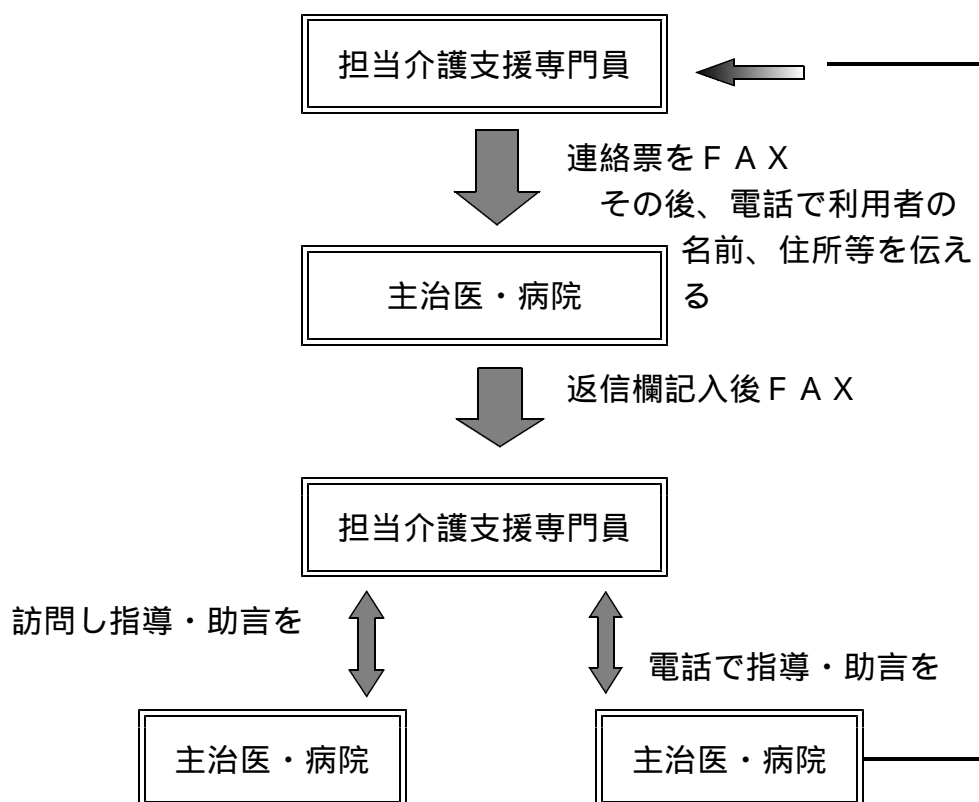 担当介護支援専門員
連絡票をＦＡＸ
その後、電話で利用者の
名前、住所等を伝え
る
主治医・病院
返信欄記入後ＦＡＸ
担当介護支援専門員
訪問し指導・助言を
電話で指導・助言を
主治医・病院
主治医・病院